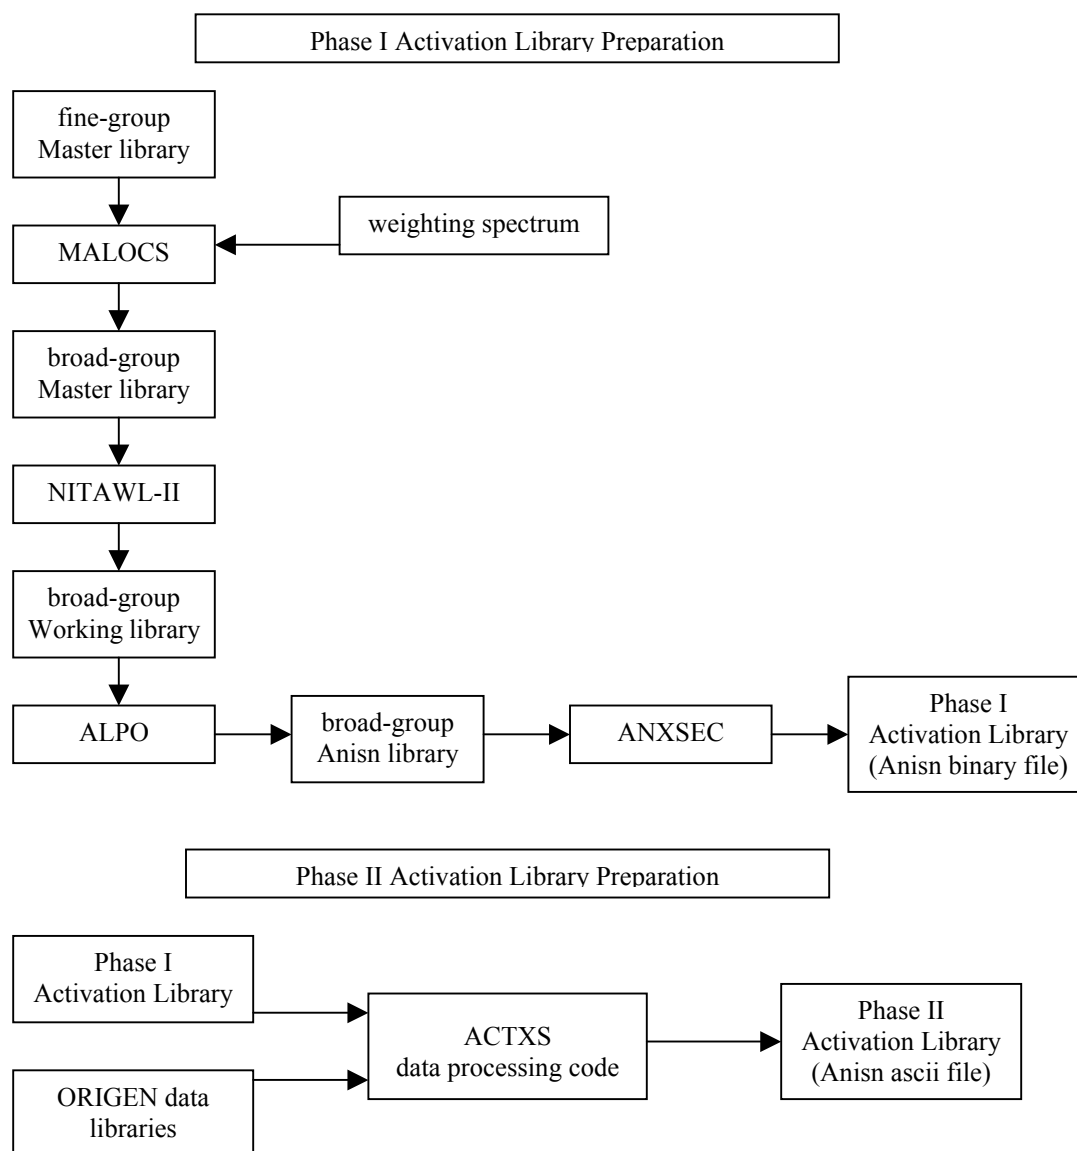 Phase I Activation Library Preparation
fine-group
Master library
weighting spectrum
MALOCS
broad-group
Master library
NITAWL-II
broad-group
Working library
ALPO
broad-group
Anisn library
ANXSEC
Phase I
Activation Library
(Anisn binary file)
Phase II Activation Library Preparation
Phase I
Activation Library
ORIGEN data
libraries
ACTXS
data processing code
Phase II
Activation Library
(Anisn ascii file)